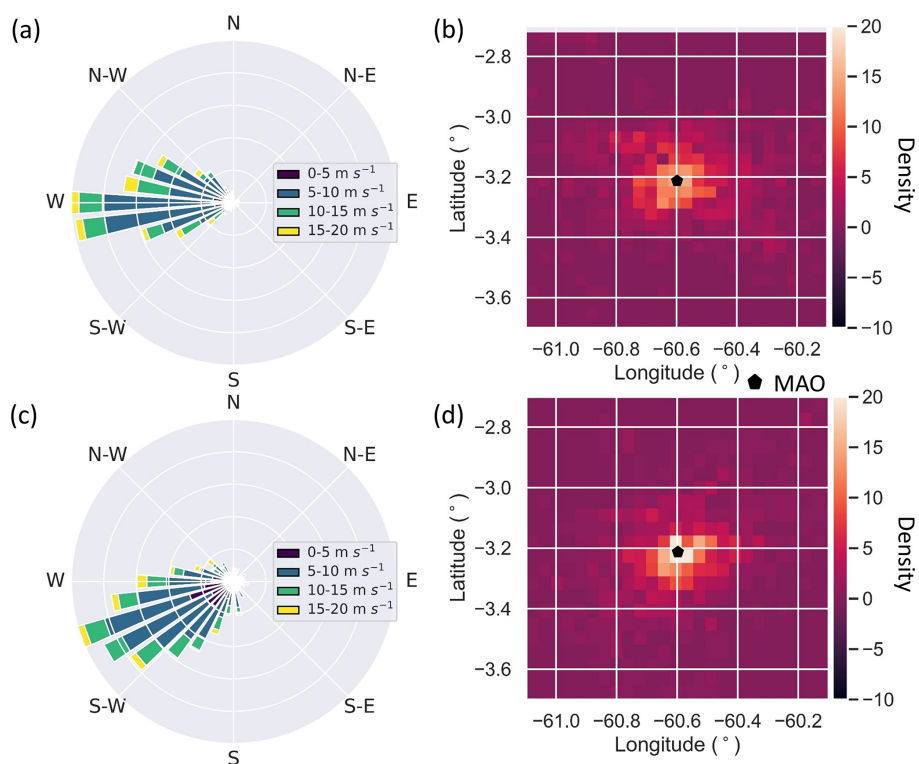 (a)
N
N-W
N-E
W
E
S-W
S-E
S
0-5 m s⁻¹
5-10 m s⁻¹
10-15 m s⁻¹
15-20 m s⁻¹
(b)
−2.8
−3.0
−3.2
−3.4
−3.6
Latitude (°)
−61.0 −60.8 −60.6 −60.4 −60.2
Longitude (°)
20
15
10
5
0
−5
−10
Density
MAO
(c)
N
N-W
N-E
W
E
S-W
S-E
S
0-5 m s⁻¹
5-10 m s⁻¹
10-15 m s⁻¹
15-20 m s⁻¹
(d)
−2.8
−3.0
−3.2
−3.4
−3.6
Latitude (°)
−61.0 −60.8 −60.6 −60.4 −60.2
Longitude (°)
20
15
10
5
0
−5
−10
Density